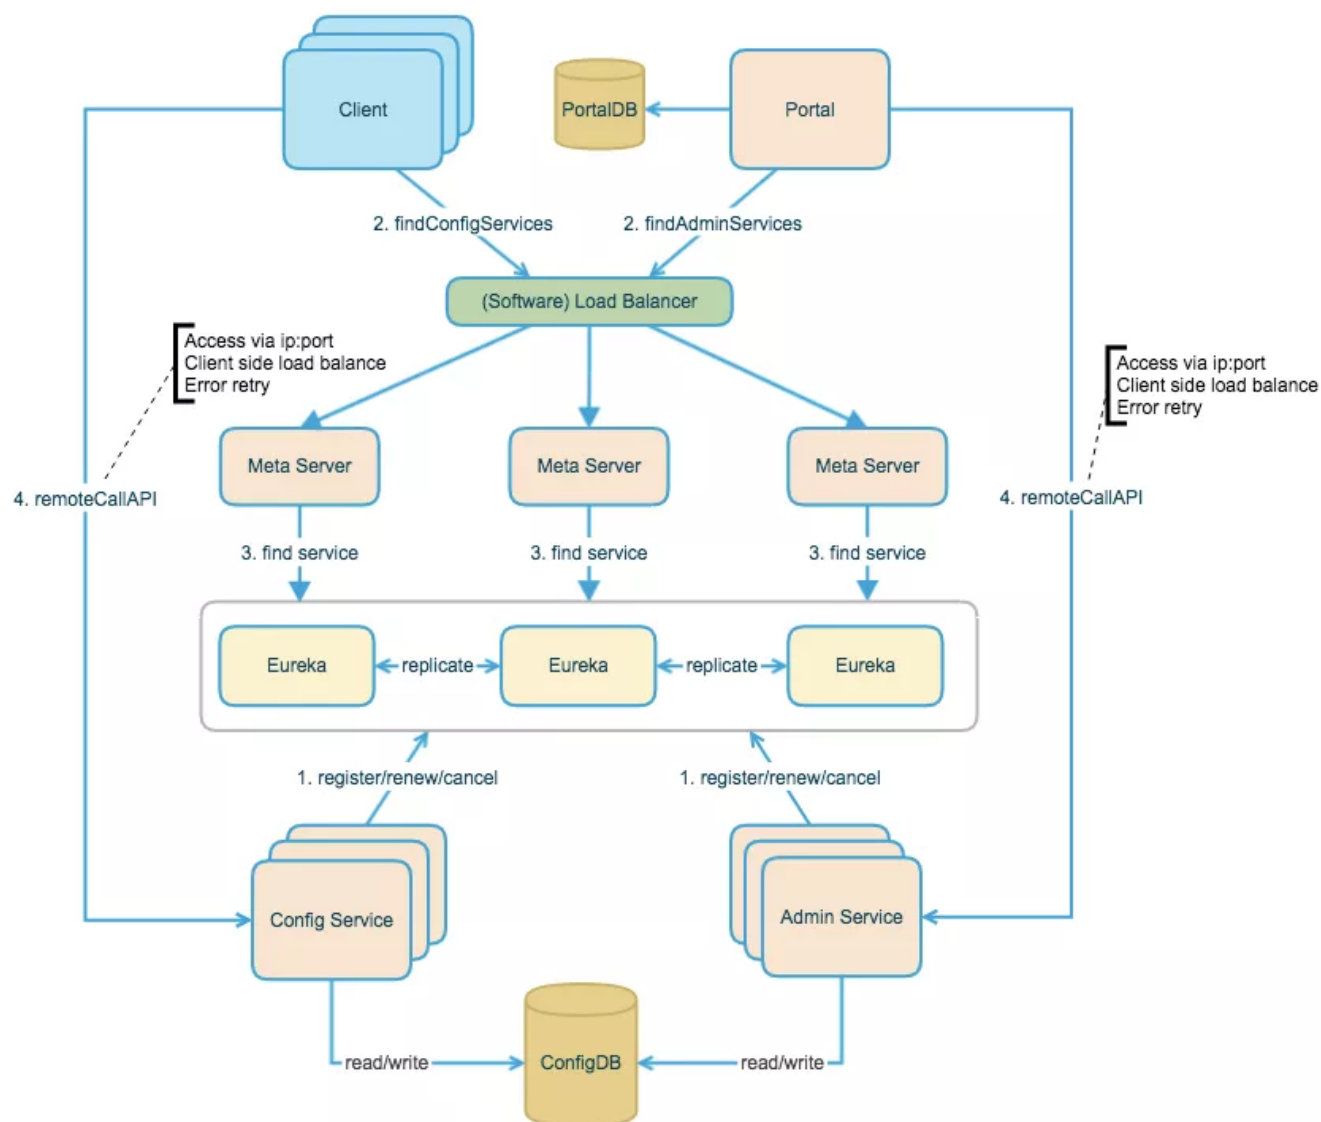 Client
PortalDB
Portal
2. findConfigServices
2. findAdminServices
(Software) Load Balancer
Access via ip:port
Client side load balance
Error retry
Access via ip:port
Client side load balance
Error retry
Meta Server
Meta Server
Meta Server
4. remoteCallAPI
4. remoteCallAPI
3. find service
3. find service
3. find service
Eureka
replicate
Eureka
replicate
Eureka
1. register/renew/cancel
1. register/renew/cancel
Config Service
Admin Service
read/write
ConfigDB
read/write